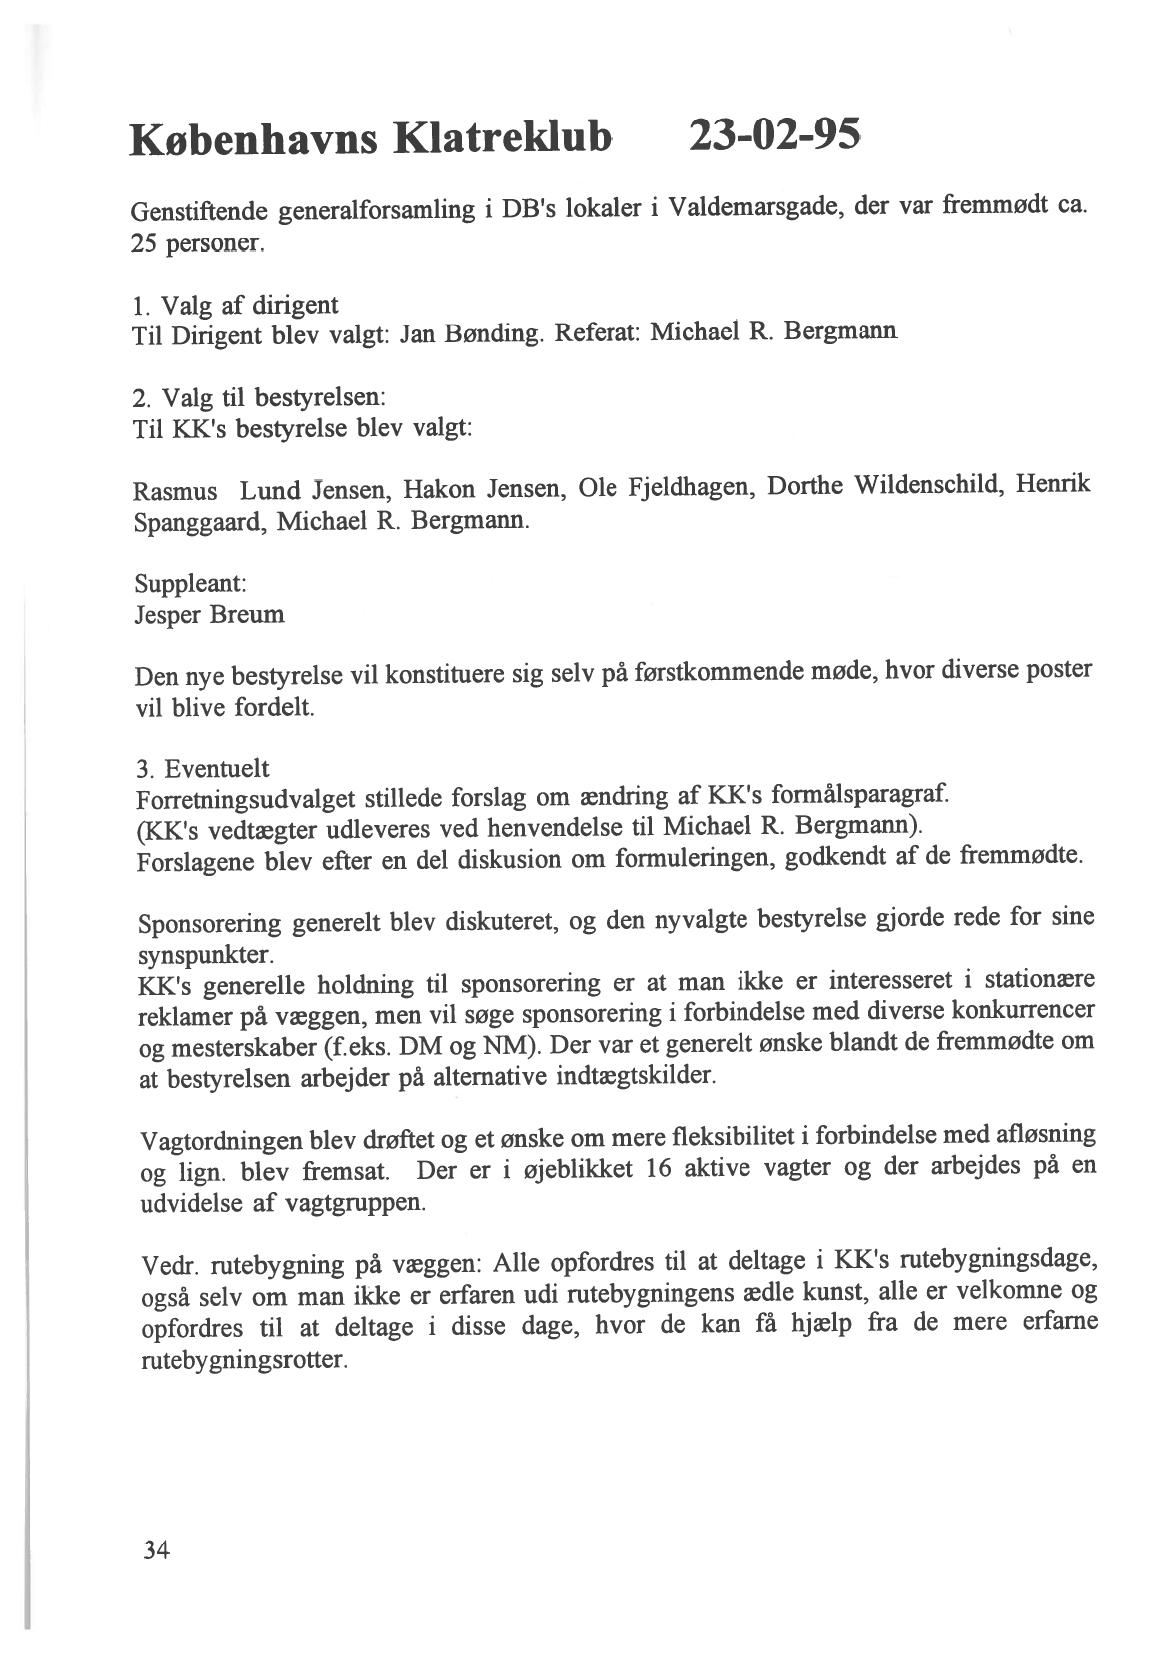 Københavns Klatreklub 23-02-95
Genstiftende generalforsamling i DB's lokaler i Valdemarsgade, der var fremmødt ca.
25 personer.
1. Valg af dirigent
Til Dirigent blev valgt: Jan Bønding. Referat: Michael R. Bergmann
2. Valg til bestyrelsen:
Til KK's bestyrelse blev valgt:
Rasmus Lund Jensen, Hakon Jensen, Ole Fjeldhagen, Dorthe Wildenschild, Henrik
Spanggaard, Michael R. Bergmann.
Suppleant:
Jesper Breum
Den nye bestyrelse vil konstituere sig selv på førstkommende møde, hvor diverse poster
vil blive fordelt.
3. Eventuelt
Forretningsudvalget stillede forslag om ændring af KK's formålsparagraf.
(KK's vedtægter udleveres ved henvendelse til Michael R. Bergmann).
Forslagene blev efter en del diskusion om formuleringen, godkendt af de fremmødte.
Sponsorering generelt blev diskuteret, og den nyvalgte bestyrelse gjorde rede for sine
synspunkter.
KK's generelle holdning til sponsorering er at man ikke er interesseret i stationære
reklamer på væggen, men vil søge sponsorering i forbindelse med diverse konkurrencer
og mesterskaber (f.eks. DM og NM). Der var et generelt ønske blandt de fremmødte om
at bestyrelsen arbejder på alternative indtægtskilder.
Vagtordningen blev drøftet og et ønske om mere fleksibilitet i forbindelse med afløsning
og lign. blev fremsat. Der er i øjeblikket 16 aktive vagter og der arbejdes på en
udvidelse af vagtgruppen.
Vedr. rutebygning på væggen: Alle opfordres til at deltage i KK's rutebygningsdage,
også selv om man ikke er erfaren udi rutebygningens ædle kunst, alle er velkomne og
opfordres til at deltage i disse dage, hvor de kan få hjælp fra de mere erfarne
rutebygningsrotter.
34